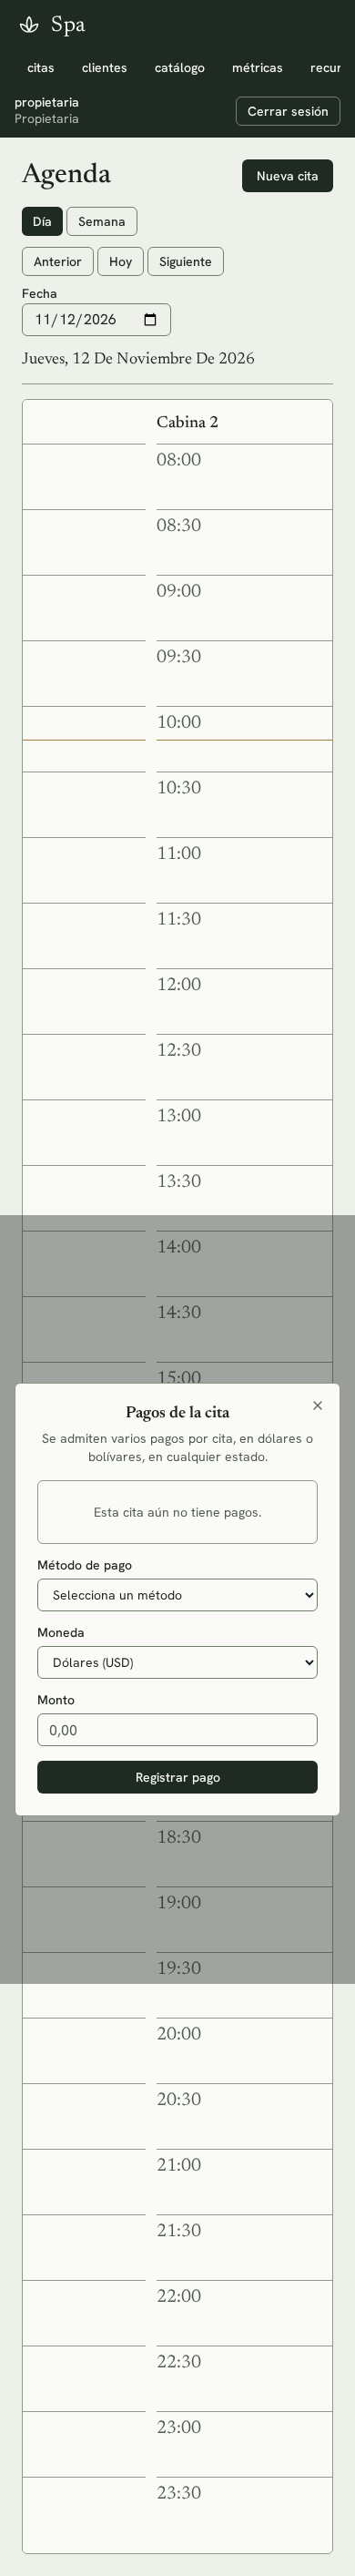 Spa
citas clientes catálogo métricas recur
propietaria
Propietaria
Cerrar sesión
Agenda
Nueva cita
Día Semana
Anterior Hoy Siguiente
Fecha
11/12/2026
Jueves, 12 De Noviembre De 2026
Cabina 2
08:00
08:30
09:00
09:30
10:00
10:30
11:00
11:30
12:00
12:30
13:00
13:30
14:00
14:30
15:00
Pagos de la cita
×
Se admiten varios pagos por cita, en dólares o
bolívares, en cualquier estado.
Esta cita aún no tiene pagos.
Método de pago
Selecciona un método
Moneda
Dólares (USD)
Monto
0,00
Registrar pago
18:30
19:00
19:30
20:00
20:30
21:00
21:30
22:00
22:30
23:00
23:30